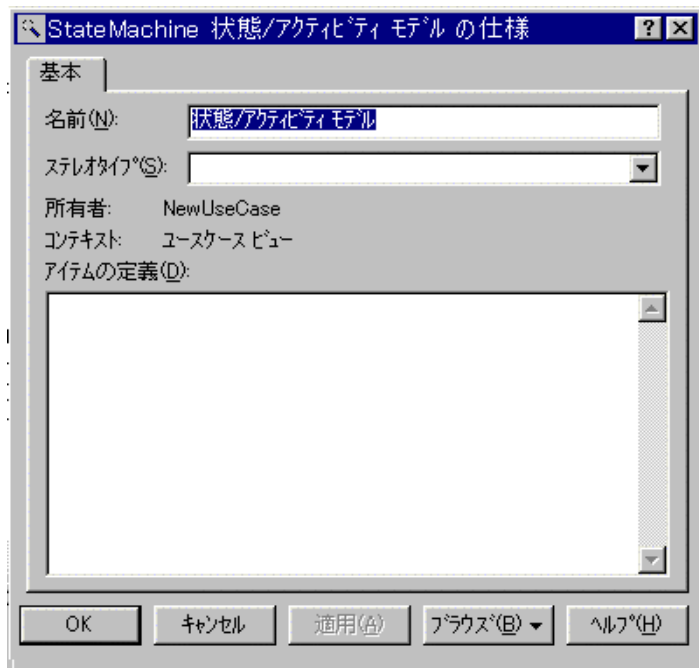 StateMachine 状態/ｱｸﾃｨﾋﾞﾃｨ ﾓﾃﾞﾙ の仕様
基本
名前(N): 状態/ｱｸﾃｨﾋﾞﾃｨ ﾓﾃﾞﾙ
ｽﾃﾚｵﾀｲﾌﾟ(S):
所有者: NewUseCase
ｺﾝﾃｷｽﾄ: ﾕｰｽｹｰｽ ﾋﾞｭｰ
ｱｲﾃﾑの定義(D):
OK ｷｬﾝｾﾙ 適用(A) ﾌﾞﾗｳｽﾞ(B) ﾍﾙﾌﾟ(H)